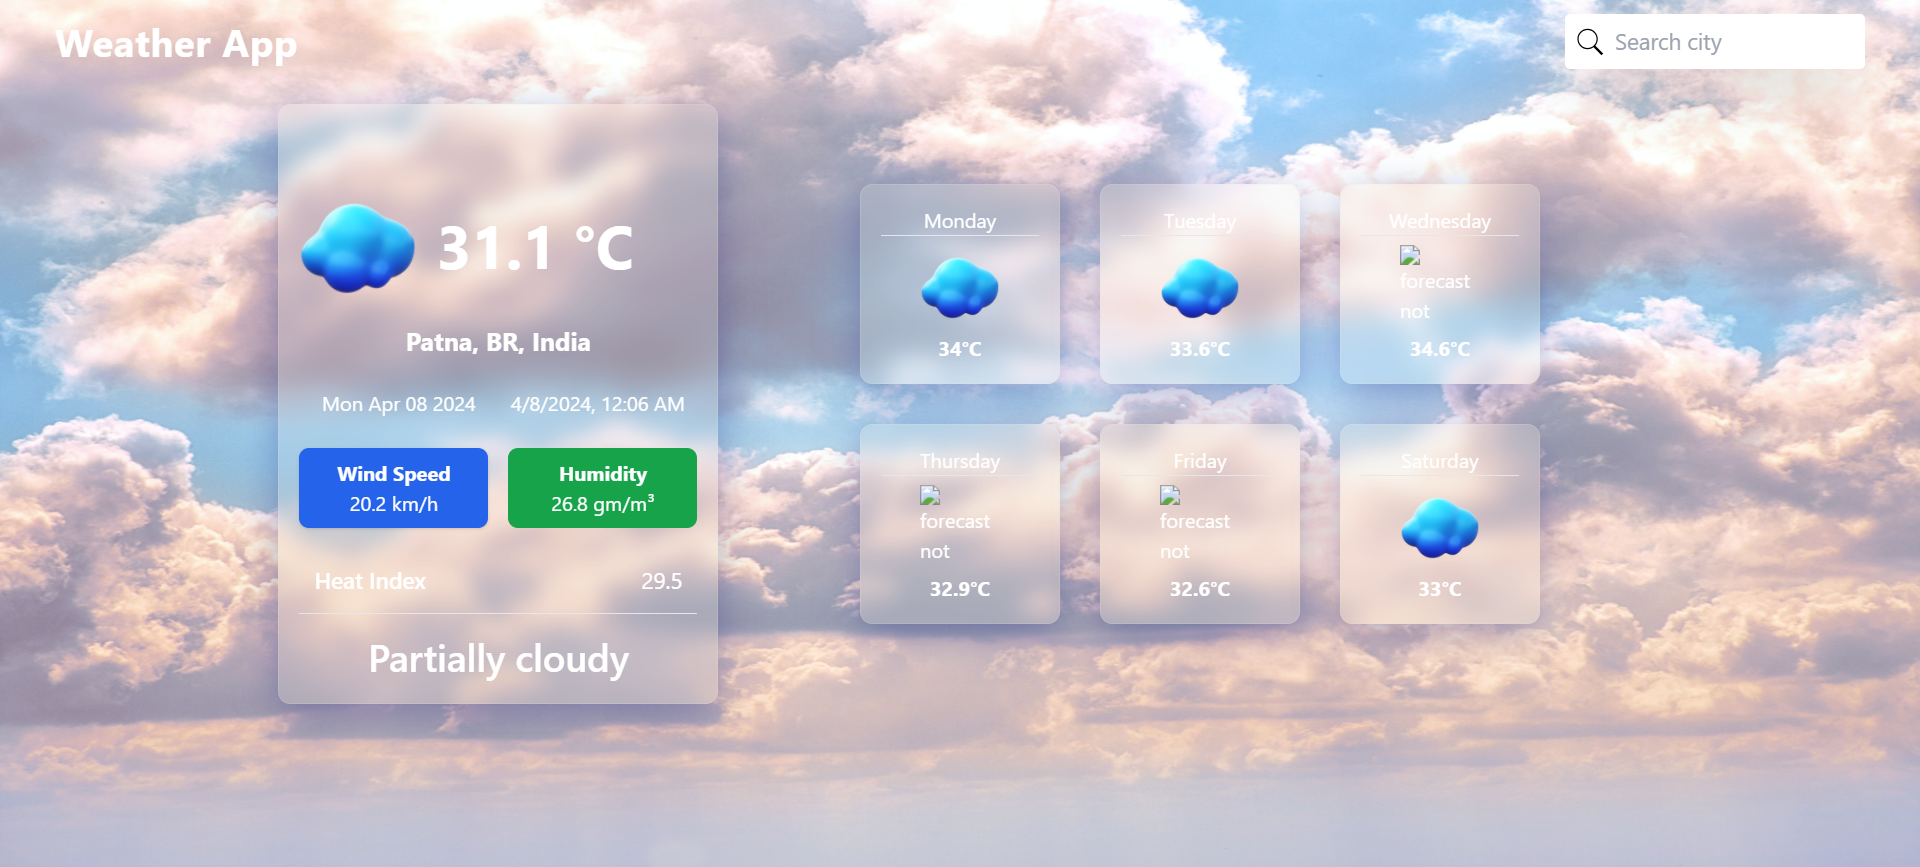 Weather App
Search city
31.1 °C
Patna, BR, India
Mon Apr 08 2024 4/8/2024, 12:06 AM
Wind Speed
20.2 km/h
Humidity
26.8 gm/m³
Heat Index 29.5
Partially cloudy
Monday
34°C
Tuesday
33.6°C
Wednesday
forecast
not
34.6°C
Thursday
forecast
not
32.9°C
Friday
forecast
not
32.6°C
Saturday
33°C